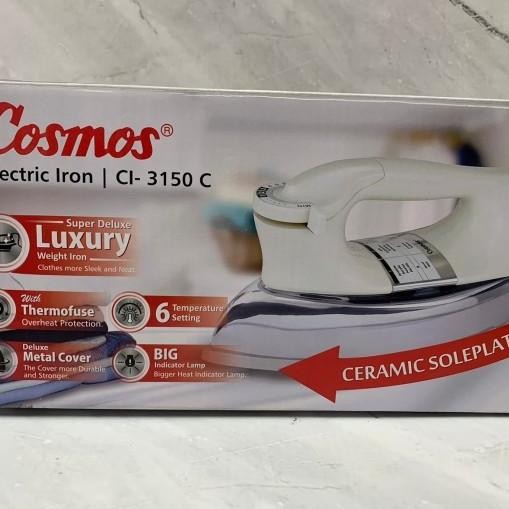 Cosmos®
ectric Iron | CI- 3150 C
Super Deluxe
Luxury
Weight Iron
Clothes more Sleek and Neat.
With
Thermofuse
Overheat Protection.
6 Temperature
Setting
Deluxe
Metal Cover
The Cover more Durable
and Stronger.
BIG
Indicator Lamp
Bigger Heat Indicator Lamp.
CERAMIC SOLEPLAT